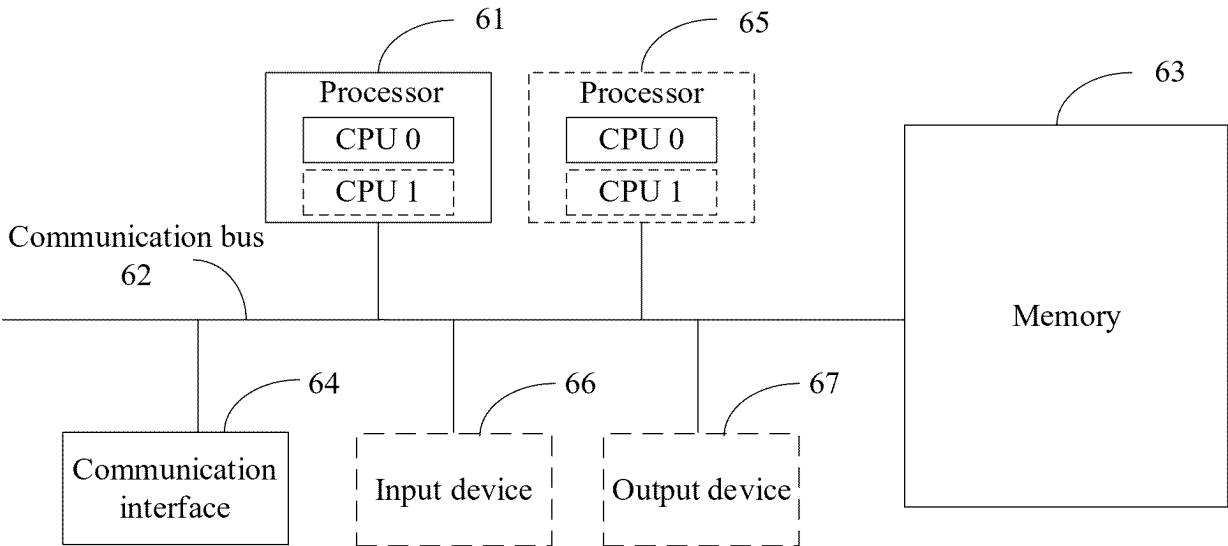 61
65
63
Processor
CPU 0
CPU 1
Processor
CPU 0
CPU 1
Communication bus
62
Memory
64
66
67
Communication
interface
Input device
Output device